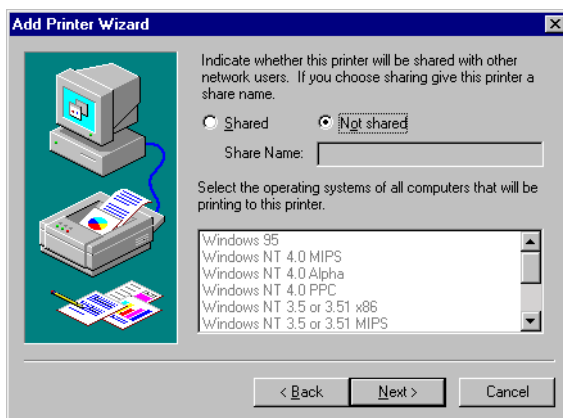 Add Printer Wizard
Indicate whether this printer will be shared with other
network users. If you choose sharing give this printer a
share name.
Shared Not shared
Share Name:
Select the operating systems of all computers that will be
printing to this printer.
Windows 95
Windows NT 4.0 MIPS
Windows NT 4.0 Alpha
Windows NT 4.0 PPC
Windows NT 3.5 or 3.51 x86
Windows NT 3.5 or 3.51 MIPS
< Back Next > Cancel